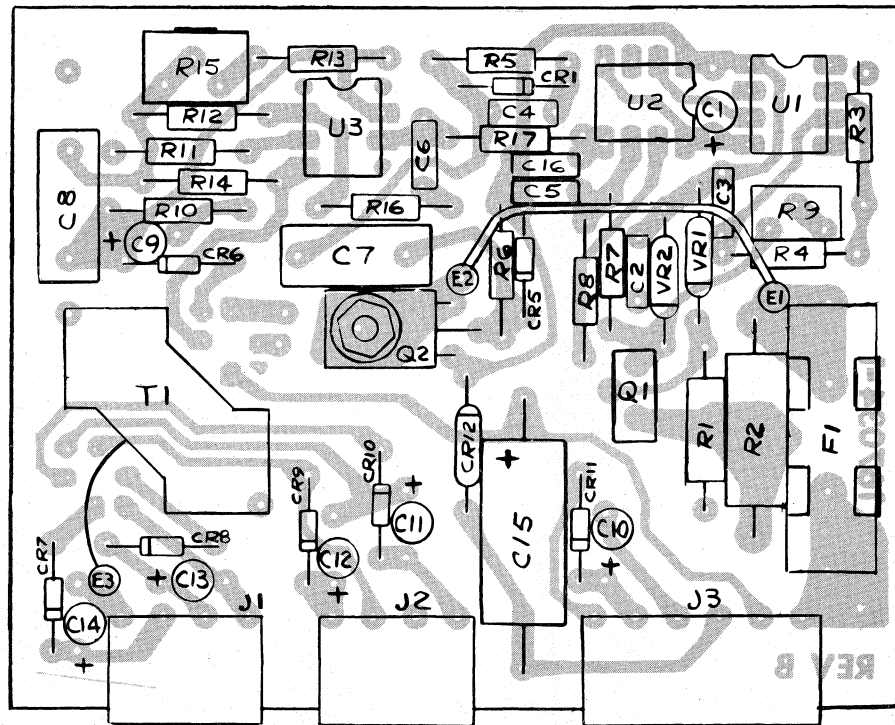 R15
R13
R5
CR1
R12
U3
C4
U2
C1
+
U1
R3
R17
R11
C6
C16
R14
C5
C3
C8
R10
R16
R9
+
C9
CR6
C7
E2
R6
CR5
R8
R7
C2
VR2
VR1
R4
E1
Q2
T1
Q1
R1
R2
F1
CR12
+
C15
CR9
CR10
+
C11
CR11
C10
+
CR7
CR8
C12
+
E3
+
C13
J1
J2
J3
C14
+
REV B